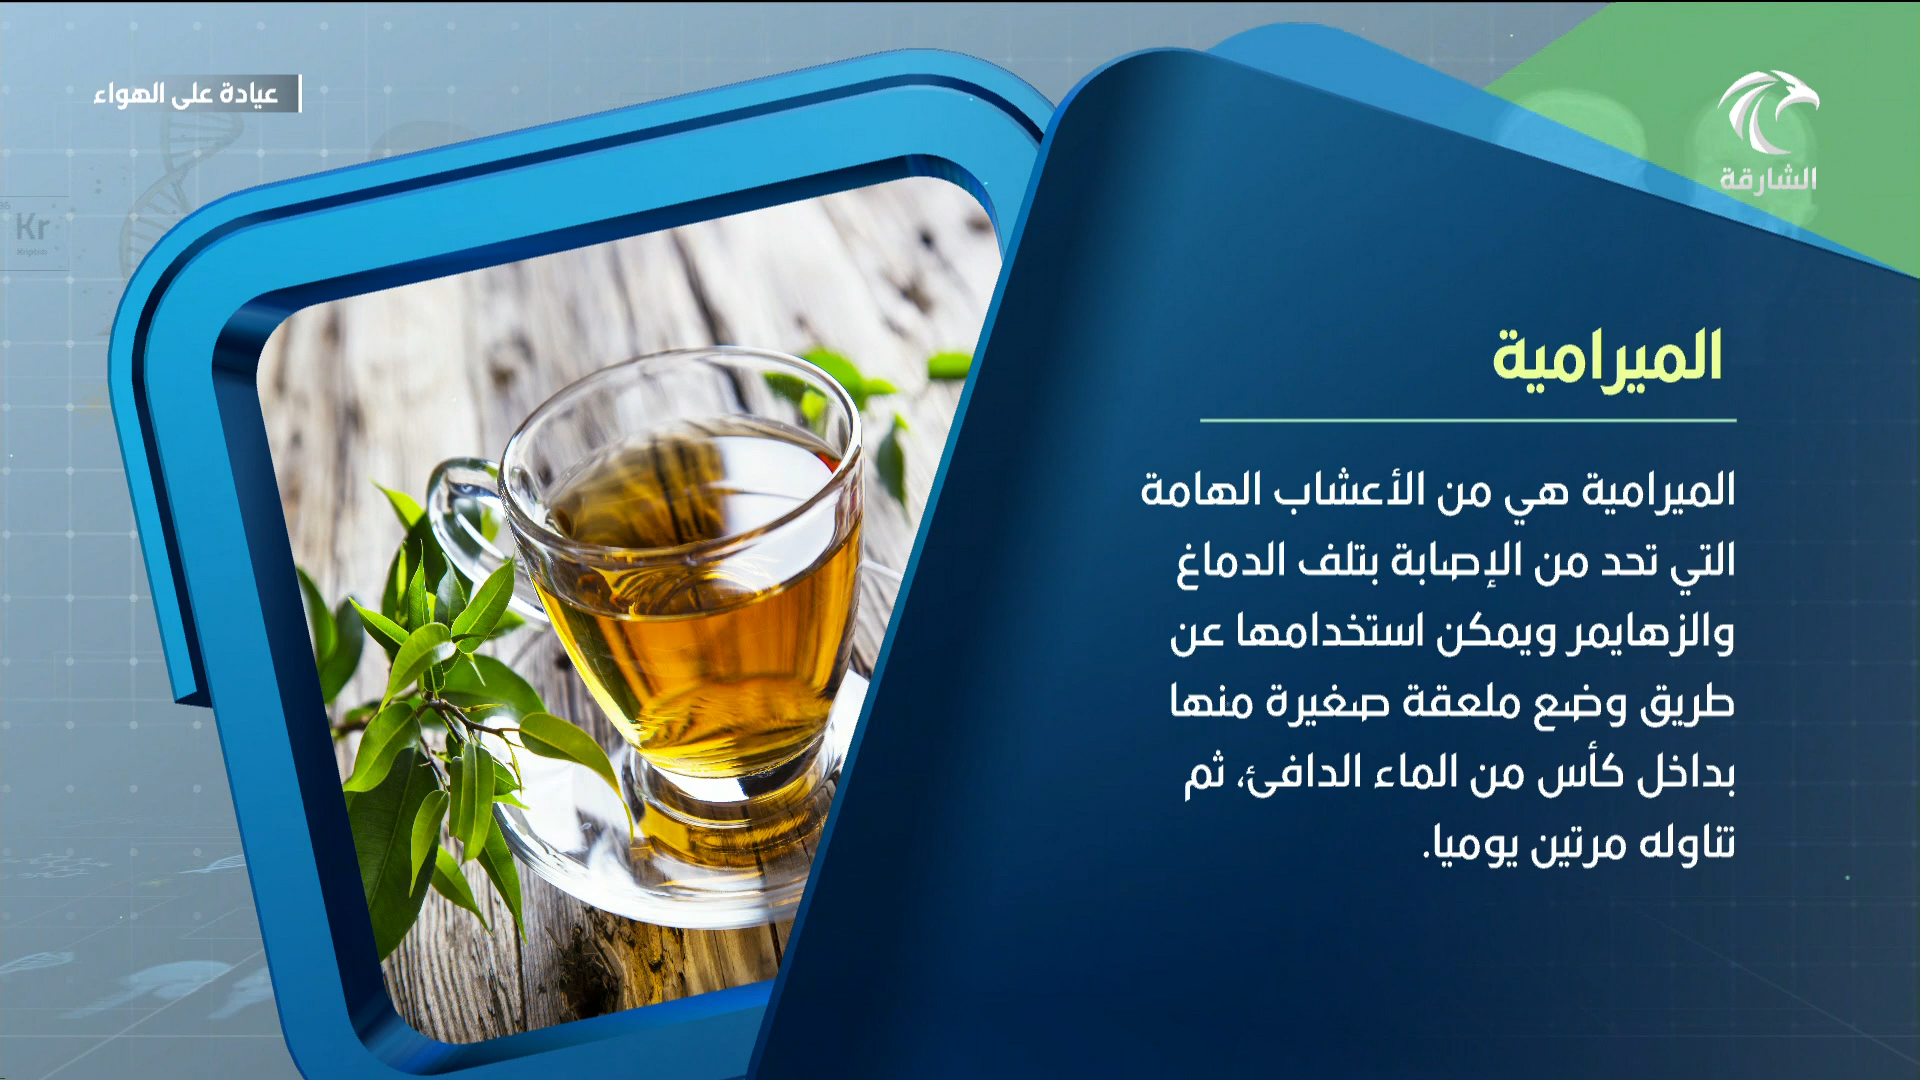 عيادة على الهواء
الشارقة
Kr
الميرامية
الميرامية هي من الأعشاب الهامة
التي تحد من الإصابة بتلف الدماغ
والزهايمر ويمكن استخدامها عن
طريق وضع ملعقة صغيرة منها
بداخل كأس من الماء الدافئ، ثم
تناوله مرتين يوميا.